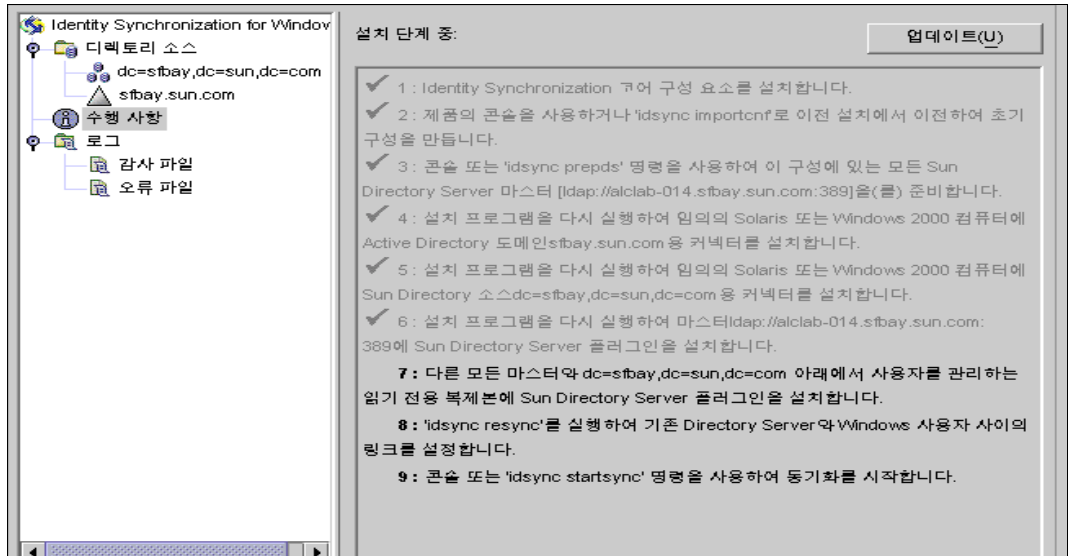 Identity Synchronization for Window
디렉토리 소스
dc=sfbay,dc=sun,dc=com
sfbay.sun.com
수행 사항
로그
감사 파일
오류 파일
설치 단계 중:
업데이트(U)
1 : Identity Synchronization 코어 구성 요소를 설치합니다.
2 : 제품의 콘솔을 사용하거나 'idsync importcnf'로 이전 설치에서 이전하여 초기
구성을 만듭니다.
3 : 콘솔 또는 'idsync prepds' 명령을 사용하여 이 구성에 있는 모든 Sun
Directory Server 마스터 [ldap://alclab-014.sfbay.sun.com:389]을(를) 준비합니다.
4 : 설치 프로그램을 다시 실행하여 임의의 Solaris 또는 Windows 2000 컴퓨터에
Active Directory 도메인sfbay.sun.com 용 커넥터를 설치합니다.
5 : 설치 프로그램을 다시 실행하여 임의의 Solaris 또는 Windows 2000 컴퓨터에
Sun Directory 소스dc=sfbay,dc=sun,dc=com 용 커넥터를 설치합니다.
6 : 설치 프로그램을 다시 실행하여 마스터ldap://alclab-014.sfbay.sun.com:
389에 Sun Directory Server 플러그인을 설치합니다.
7 : 다른 모든 마스터와 dc=sfbay,dc=sun,dc=com 아래에서 사용자를 관리하는
읽기 전용 복제본에 Sun Directory Server 플러그인을 설치합니다.
8 : 'idsync resync'를 실행하여 기존 Directory Server와 Windows 사용자 사이의
링크를 설정합니다.
9 : 콘솔 또는 'idsync startsync' 명령을 사용하여 동기화를 시작합니다.